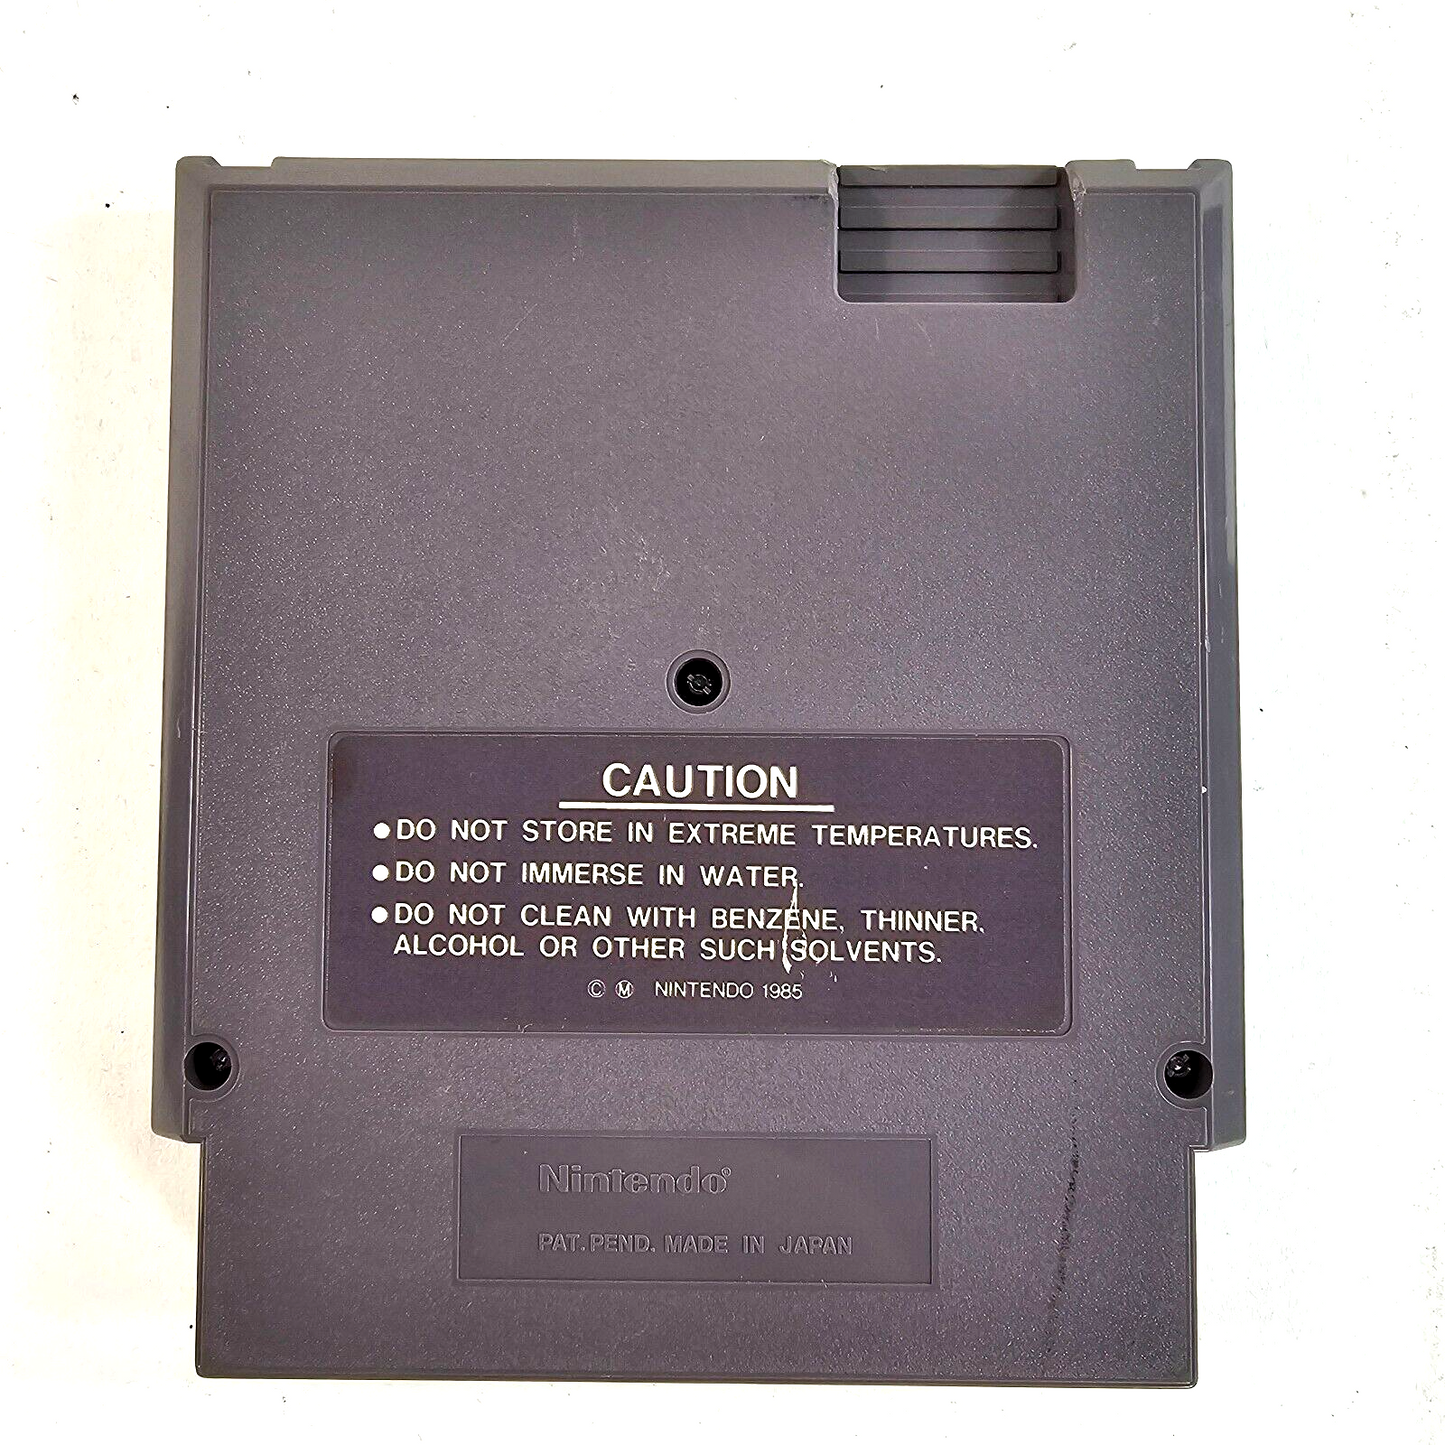 CAUTION
●DO NOT STORE IN EXTREME TEMPERATURES.
●DO NOT IMMERSE IN WATER.
●DO NOT CLEAN WITH BENZENE, THINNER,
ALCOHOL OR OTHER SUCH SOLVENTS.
Ⓒ Ⓜ NINTENDO 1985
Nintendo®
PAT. PEND. MADE IN JAPAN